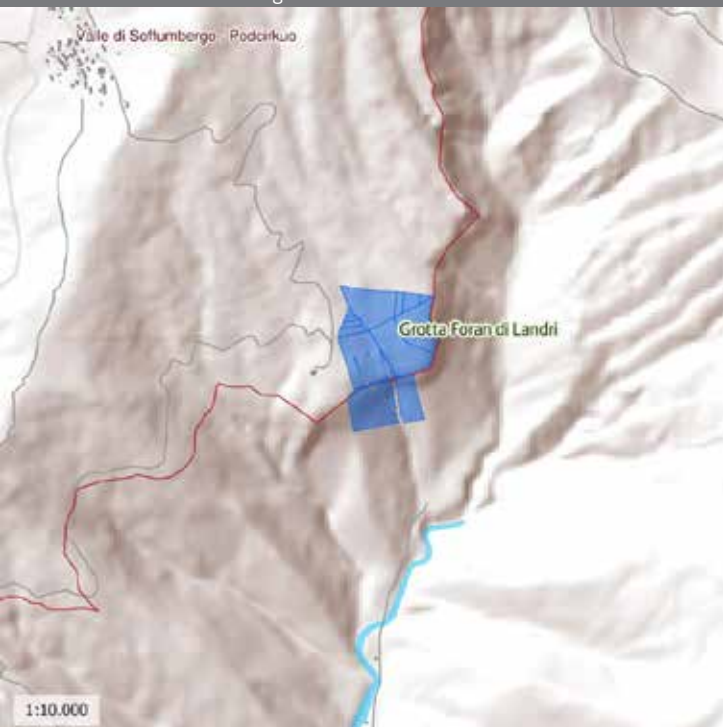 Valle di Soffumbergo - Podcirkuo
Grotta Foran di Landri
1:10.000